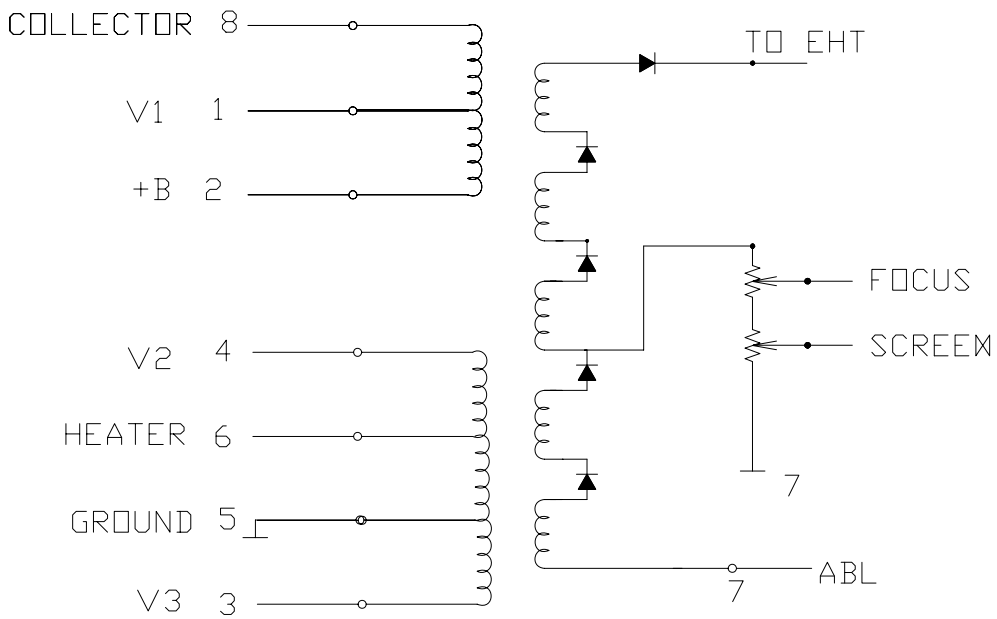 COLLECTOR 8
TO EHT
V1 1
+B 2
FOCUS
SCREEN
V2 4
HEATER 6
7
GROUND 5
ABL
7
V3 3